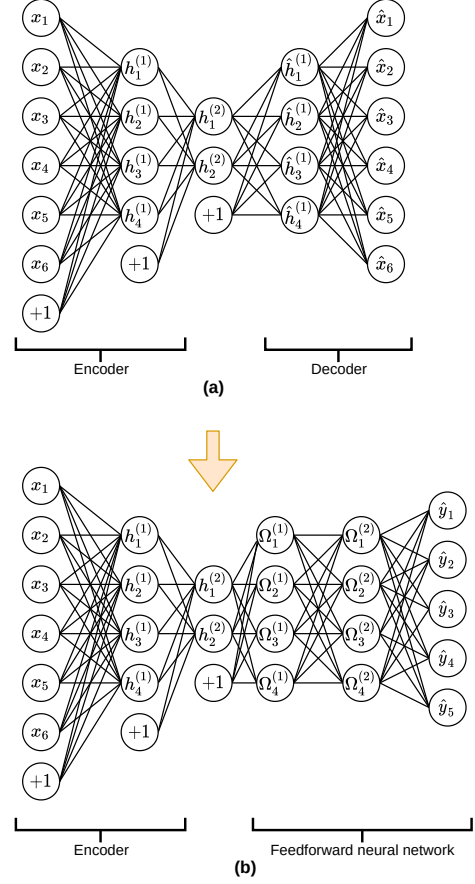 x₁ x̂₁
x₂ h₁⁽¹⁾ ĥ₁⁽¹⁾ x̂₂
x₃ h₂⁽¹⁾ h₁⁽²⁾ ĥ₂⁽¹⁾ x̂₃
x₄ h₃⁽¹⁾ h₂⁽²⁾ ĥ₃⁽¹⁾ x̂₄
x₅ h₄⁽¹⁾ +1 ĥ₄⁽¹⁾ x̂₅
x₆ +1 x̂₆
+1
Encoder Decoder
(a)
x₁
ŷ₁
x₂ h₁⁽¹⁾ Ω₁⁽¹⁾ Ω₁⁽²⁾
ŷ₂
x₃ h₂⁽¹⁾ h₁⁽²⁾ Ω₂⁽¹⁾ Ω₂⁽²⁾
ŷ₃
x₄ h₃⁽¹⁾ h₂⁽²⁾ Ω₃⁽¹⁾ Ω₃⁽²⁾
ŷ₄
x₅ h₄⁽¹⁾ +1 Ω₄⁽¹⁾ Ω₄⁽²⁾
ŷ₅
x₆ +1
+1
Encoder Feedforward neural network
(b)